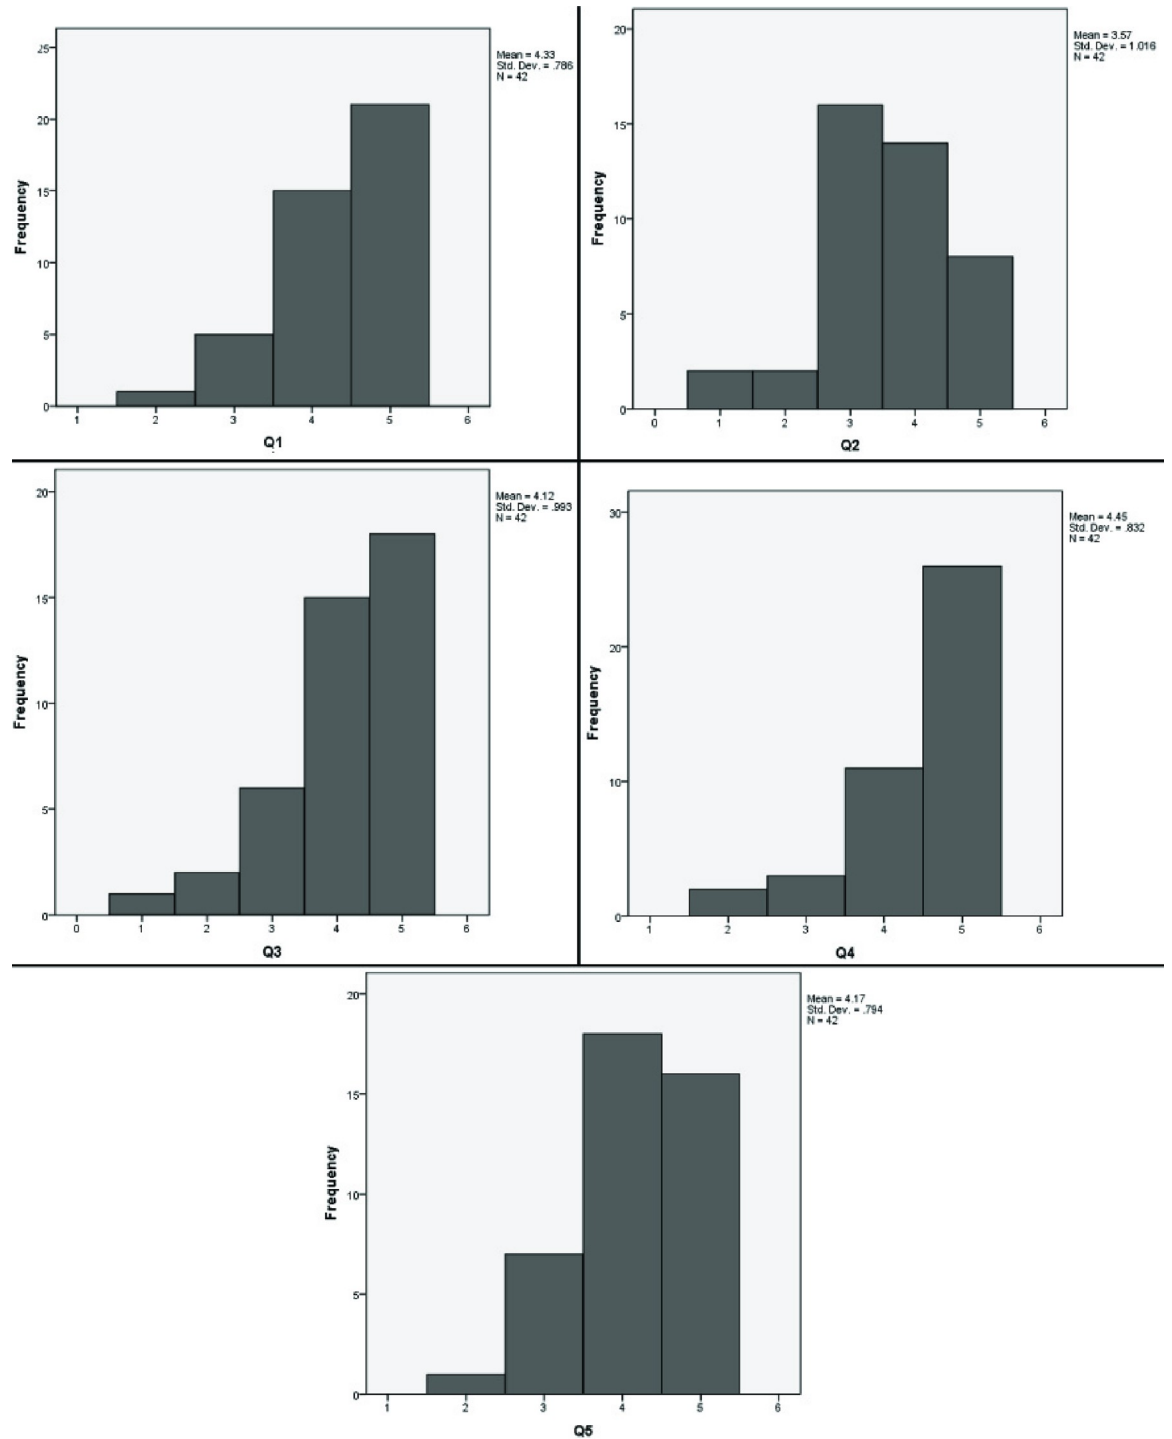 Mean = 4.33
Std. Dev. = .786
N = 42
25
20
15
10
5
0
Frequency
1 2 3 4 5 6
Q1
Mean = 3.57
Std. Dev. = 1.016
N = 42
20
15
10
5
0
Frequency
0 1 2 3 4 5 6
Q2
Mean = 4.12
Std. Dev. = .993
N = 42
20
15
10
5
0
Frequency
0 1 2 3 4 5 6
Q3
Mean = 4.45
Std. Dev. = .832
N = 42
30
20
10
0
Frequency
1 2 3 4 5 6
Q4
Mean = 4.17
Std. Dev. = .794
N = 42
20
15
10
5
0
Frequency
1 2 3 4 5 6
Q5